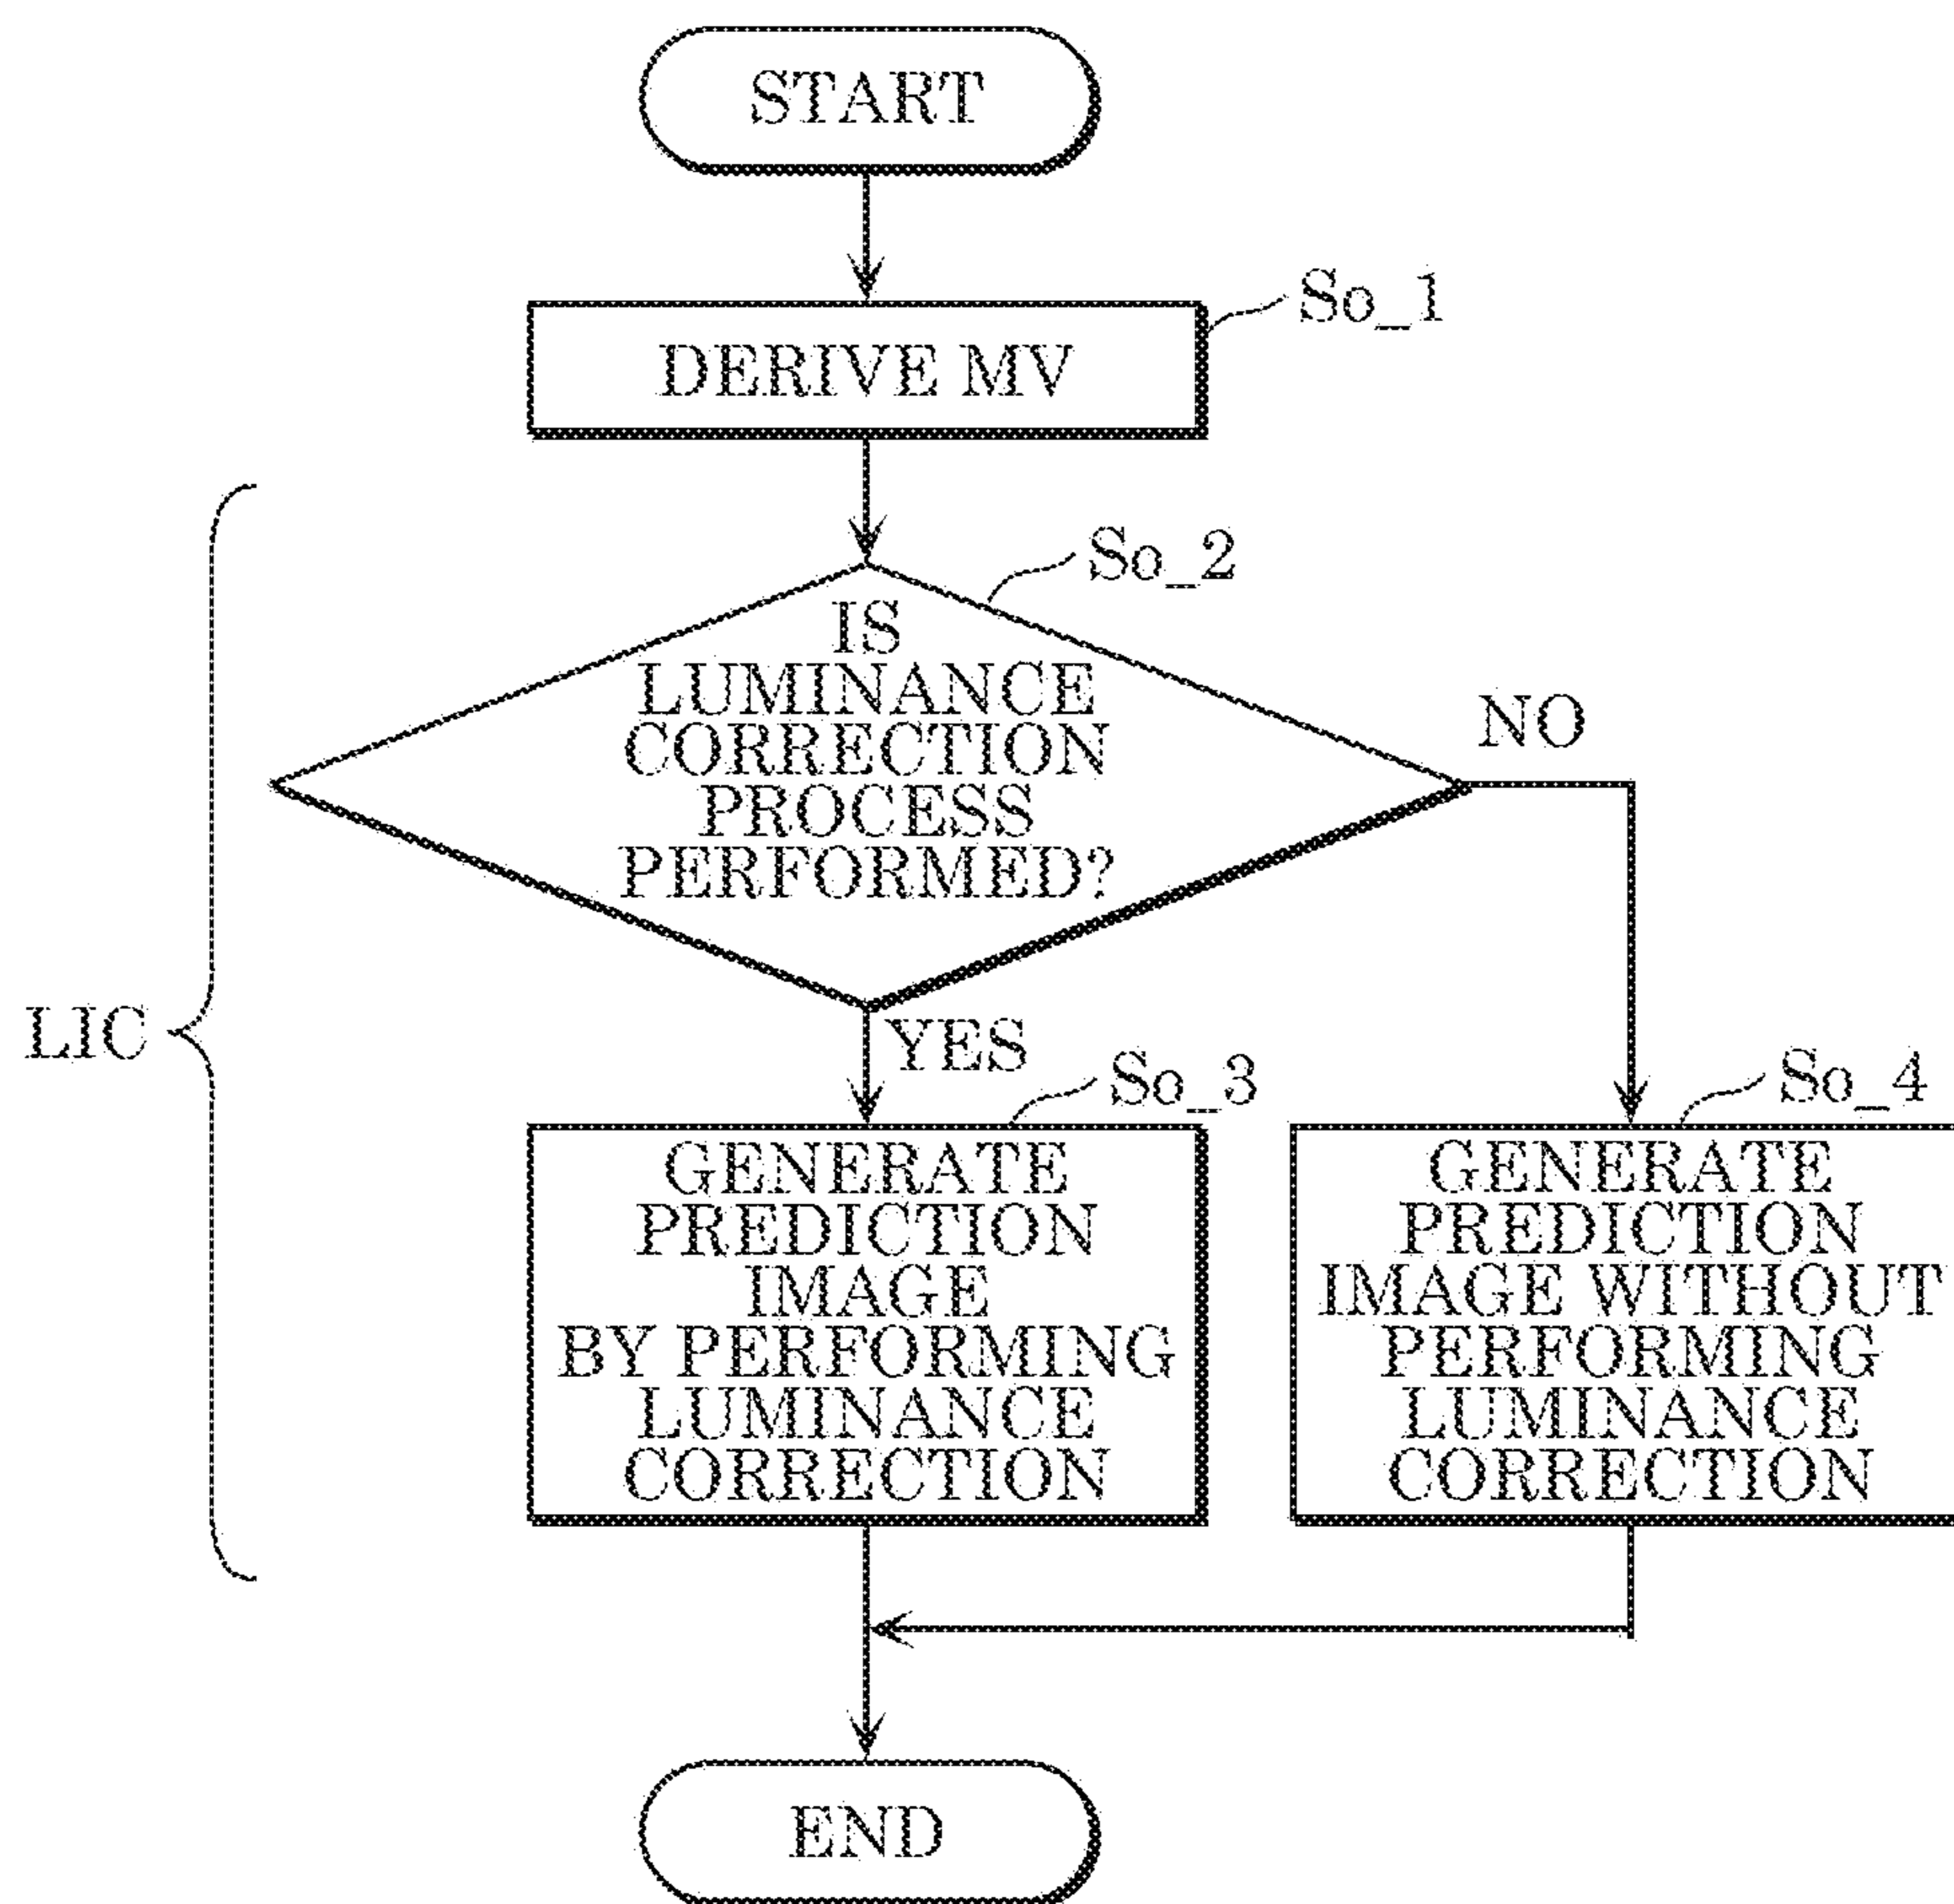 START
So_1
DERIVE MV
So_2
IS
LUMINANCE
CORRECTION
PROCESS
PERFORMED?
NO
LIC
YES
So_3
GENERATE
PREDICTION
IMAGE
BY PERFORMING
LUMINANCE
CORRECTION
So_4
GENERATE
PREDICTION
IMAGE WITHOUT
PERFORMING
LUMINANCE
CORRECTION
END